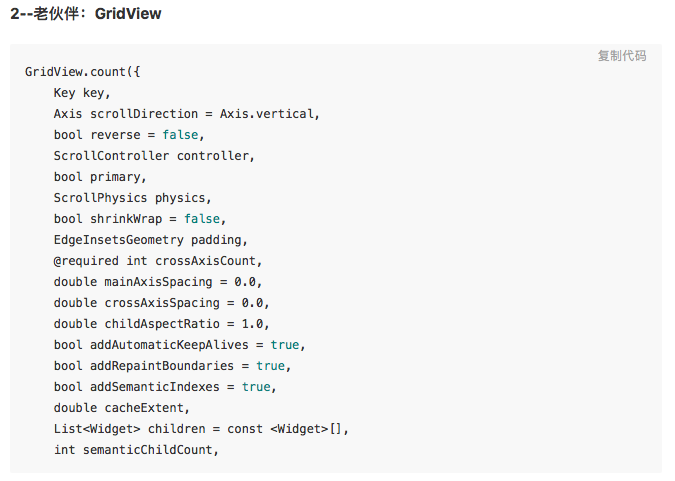 2--老伙伴：GridView
复制代码
GridView.count({
    Key key,
    Axis scrollDirection = Axis.vertical,
    bool reverse = false,
    ScrollController controller,
    bool primary,
    ScrollPhysics physics,
    bool shrinkWrap = false,
    EdgeInsetsGeometry padding,
    @required int crossAxisCount,
    double mainAxisSpacing = 0.0,
    double crossAxisSpacing = 0.0,
    double childAspectRatio = 1.0,
    bool addAutomaticKeepAlives = true,
    bool addRepaintBoundaries = true,
    bool addSemanticIndexes = true,
    double cacheExtent,
    List<Widget> children = const <Widget>[],
    int semanticChildCount,